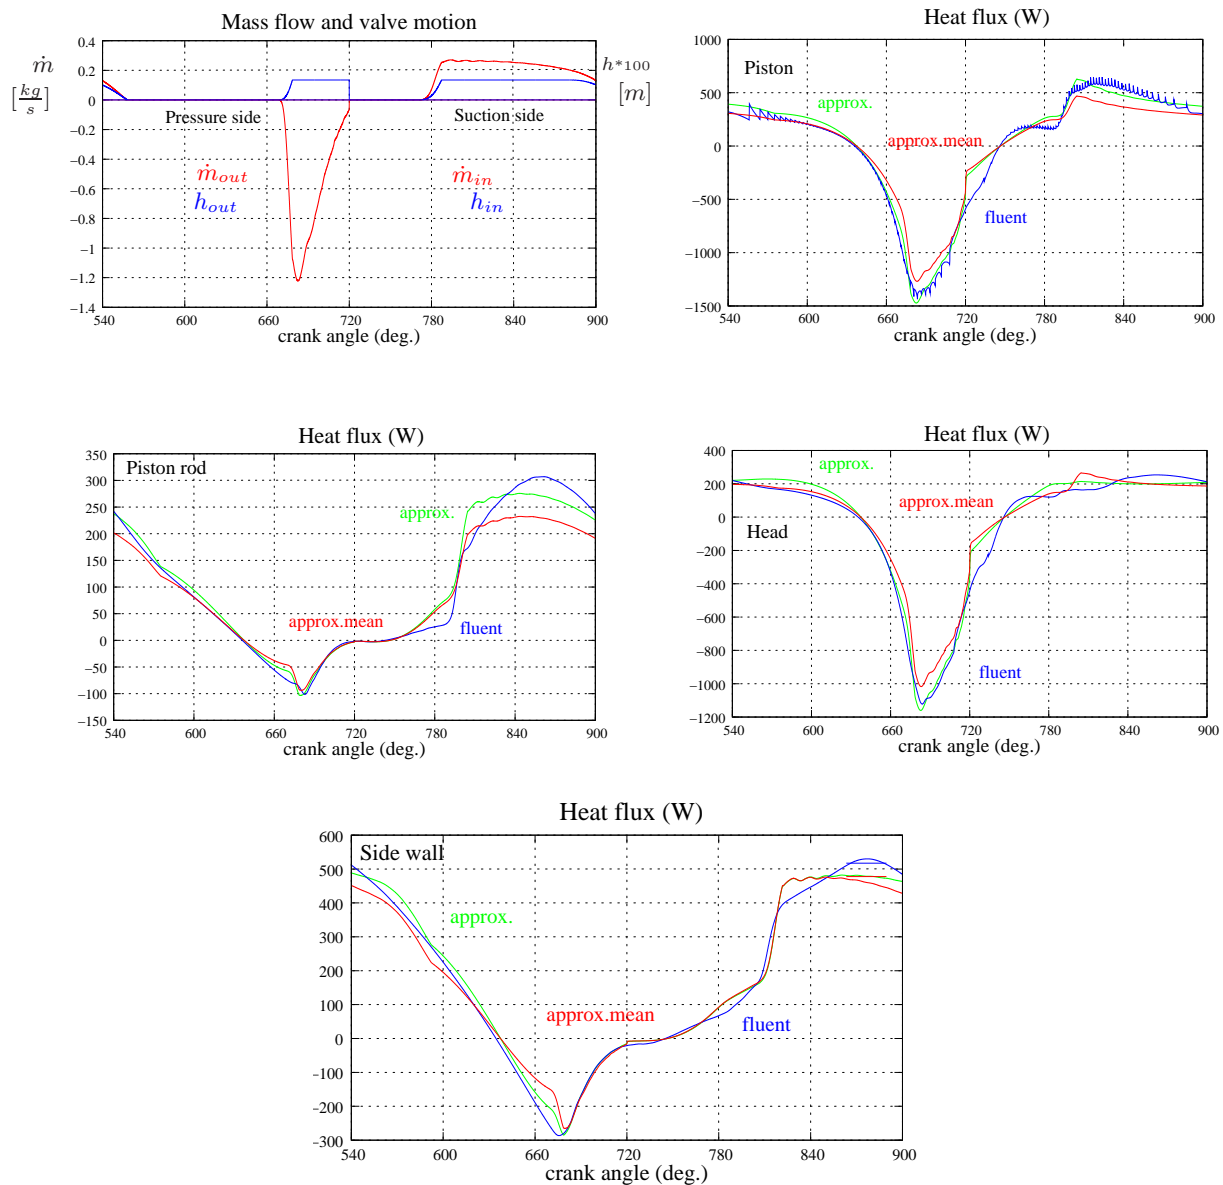 Mass flow and valve motion
0.4
0.2
0
−0.2
−0.4
−0.6
−0.8
−1
−1.2
−1.4
ṁ
[kg/s]
h*100
[m]
Pressure side
Suction side
ṁout
hout
ṁin
hin
540 600 660 720 780 840 900
crank angle (deg.)
Heat flux (W)
1000
500
0
−500
−1000
−1500
Piston
approx.
approx.mean
fluent
540 600 660 720 780 840 900
crank angle (deg.)
Heat flux (W)
350
300
250
200
150
100
50
0
−50
−100
−150
Piston rod
approx.
approx.mean
fluent
540 600 660 720 780 840 900
crank angle (deg.)
Heat flux (W)
400
200
0
−200
−400
−600
−800
−1000
−1200
approx.
approx.mean
Head
fluent
540 600 660 720 780 840 900
crank angle (deg.)
Heat flux (W)
600
500
400
300
200
100
0
−100
−200
−300
Side wall
approx.
approx.mean
fluent
540 600 660 720 780 840 900
crank angle (deg.)